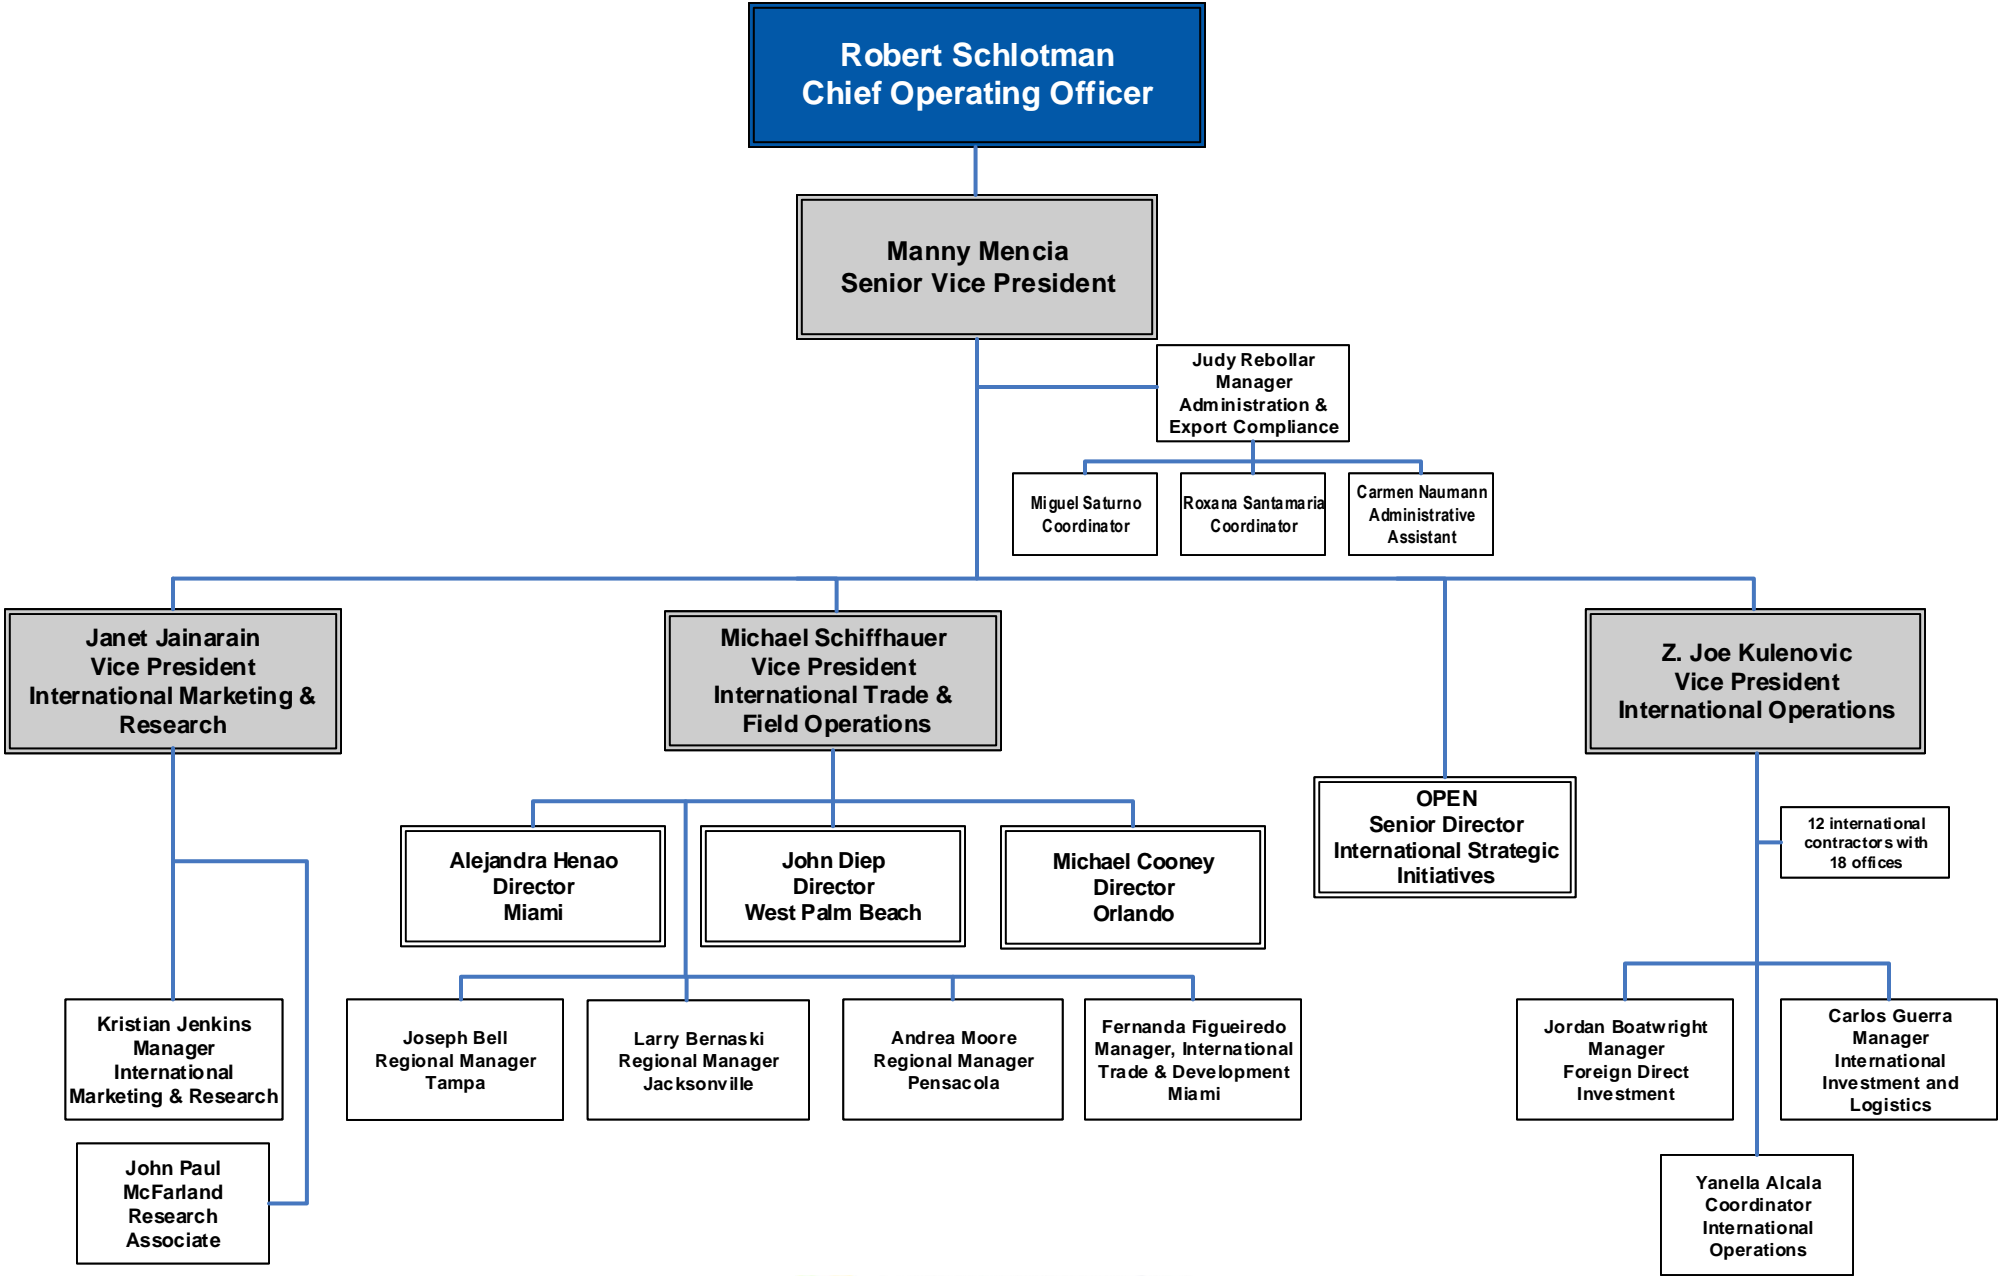 Robert Schlotman
Chief Operating Officer
Manny Mencia
Senior Vice President
Judy Rebollar
Manager
Administration &
Export Compliance
Miguel Saturno
Coordinator
Roxana Santamaria
Coordinator
Carmen Naumann
Administrative
Assistant
Janet Jainarain
Vice President
International Marketing &
Research
Michael Schiffhauer
Vice President
International Trade &
Field Operations
Z. Joe Kulenovic
Vice President
International Operations
OPEN
Senior Director
International Strategic
Initiatives
12 international
contractors with
18 offices
Alejandra Henao
Director
Miami
John Diep
Director
West Palm Beach
Michael Cooney
Director
Orlando
Kristian Jenkins
Manager
International
Marketing & Research
Joseph Bell
Regional Manager
Tampa
Larry Bernaski
Regional Manager
Jacksonville
Andrea Moore
Regional Manager
Pensacola
Fernanda Figueiredo
Manager, International
Trade & Development
Miami
Jordan Boatwright
Manager
Foreign Direct
Investment
Carlos Guerra
Manager
International
Investment and
Logistics
John Paul
McFarland
Research
Associate
Yanella Alcala
Coordinator
International
Operations